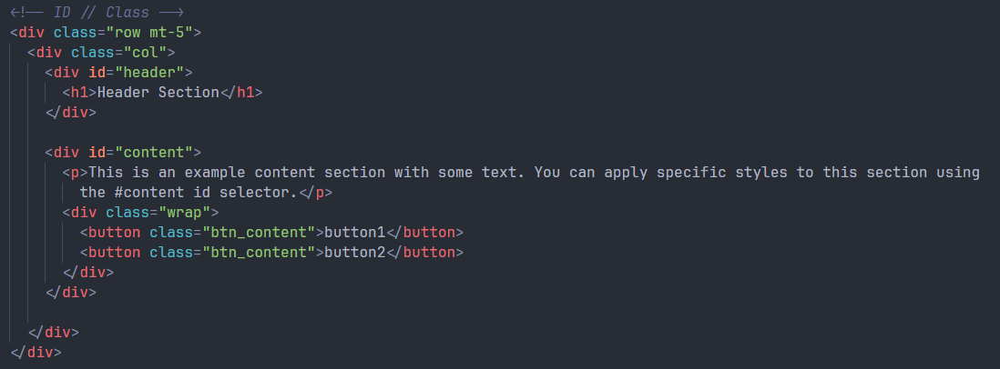 <!-- ID // Class -->
<div class="row mt-5">
<div class="col">
<div id="header">
<h1>Header Section</h1>
</div>
<div id="content">
<p>This is an example content section with some text. You can apply specific styles to this section using
the #content id selector.</p>
<div class="wrap">
<button class="btn_content">button1</button>
<button class="btn_content">button2</button>
</div>
</div>
</div>
</div>